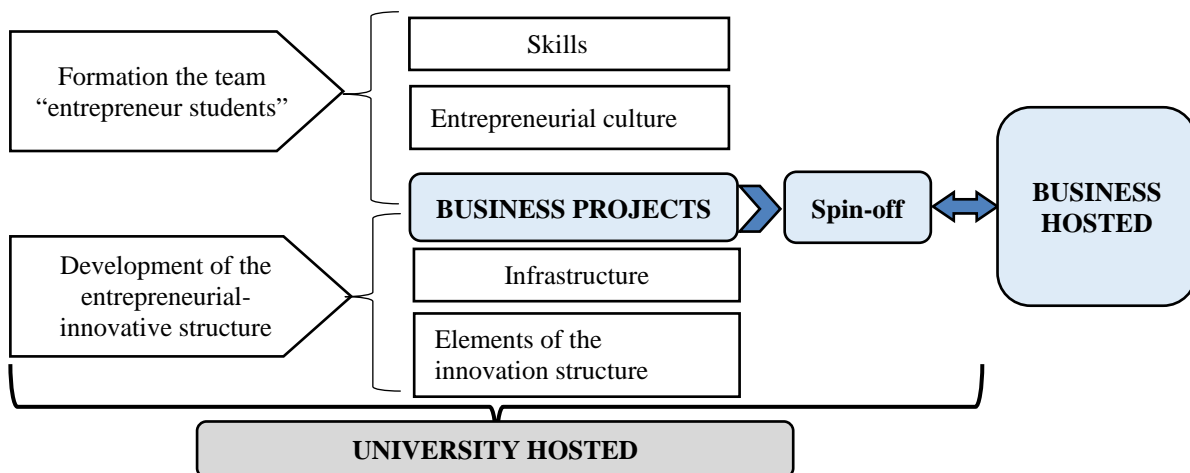 Formation the team
“entrepreneur students”
Skills
Entrepreneurial culture
BUSINESS PROJECTS
Spin-off
BUSINESS
HOSTED
Development of the
entrepreneurial-
innovative structure
Infrastructure
Elements of the
innovation structure
UNIVERSITY HOSTED